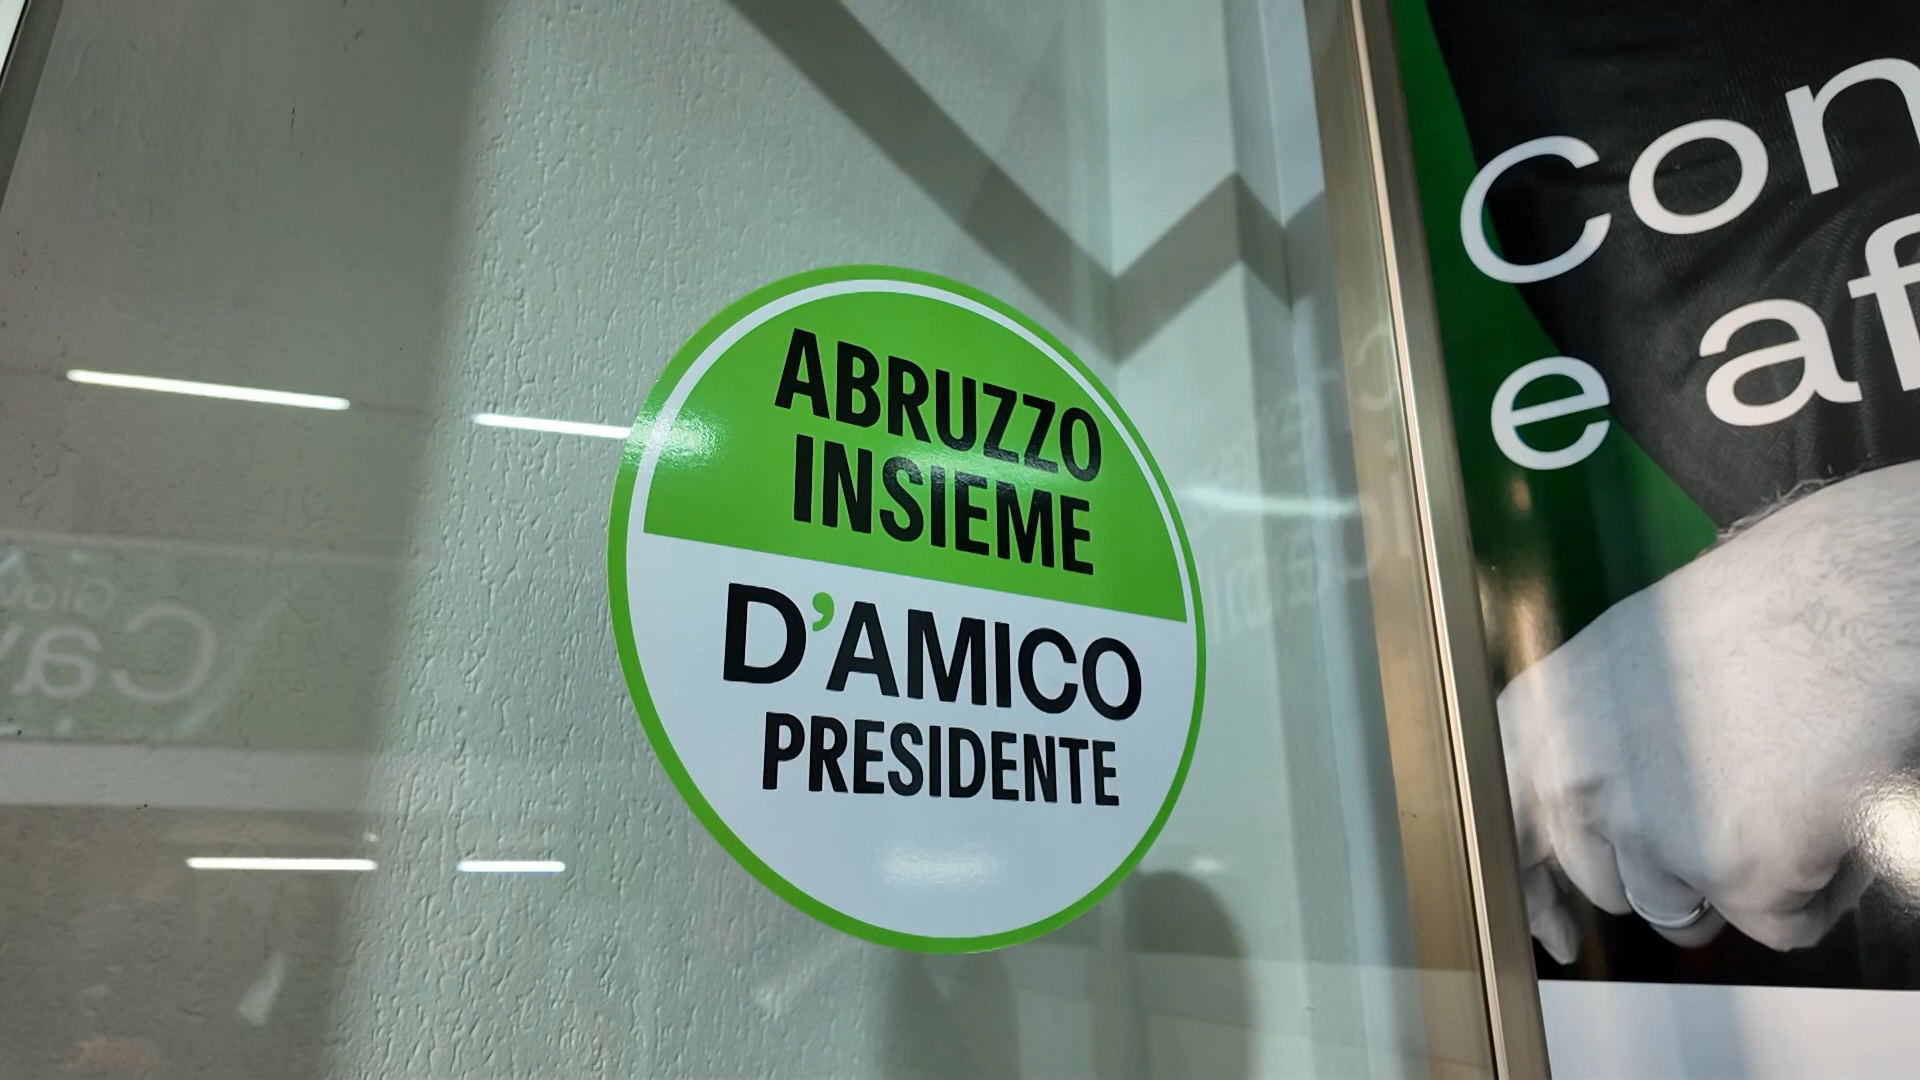 ABRUZZO
INSIEME
D'AMICO
PRESIDENTE
Con
e af